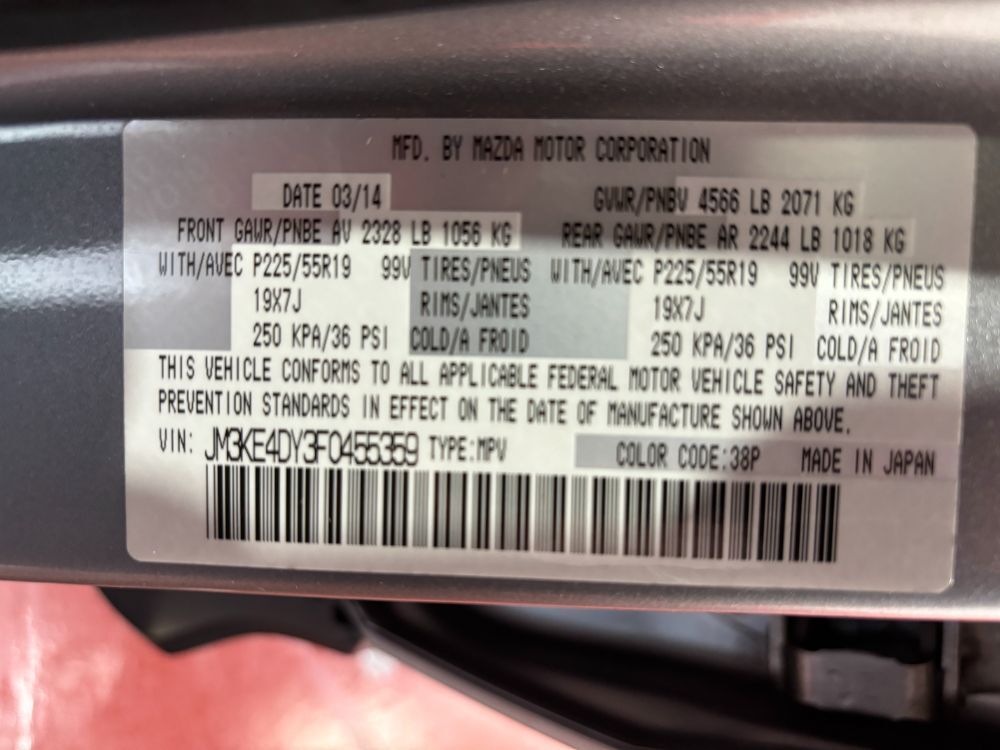 MFD. BY MAZDA MOTOR CORPORATION
DATE 03/14 GVWR/PNBV 4566 LB 2071 KG
FRONT GAWR/PNBE AV 2328 LB 1056 KG REAR GAWR/PNBE AR 2244 LB 1018 KG
WITH/AVEC P225/55R19 99V TIRES/PNEUS WITH/AVEC P225/55R19 99V TIRES/PNEUS
19X7J RIMS/JANTES 19X7J RIMS/JANTES
250 KPA/36 PSI COLD/A FROID 250 KPA/36 PSI COLD/A FROID
THIS VEHICLE CONFORMS TO ALL APPLICABLE FEDERAL MOTOR VEHICLE SAFETY AND THEFT
PREVENTION STANDARDS IN EFFECT ON THE DATE OF MANUFACTURE SHOWN ABOVE.
VIN: JM3KE4DY3F0455359 TYPE:MPV COLOR CODE:38P MADE IN JAPAN